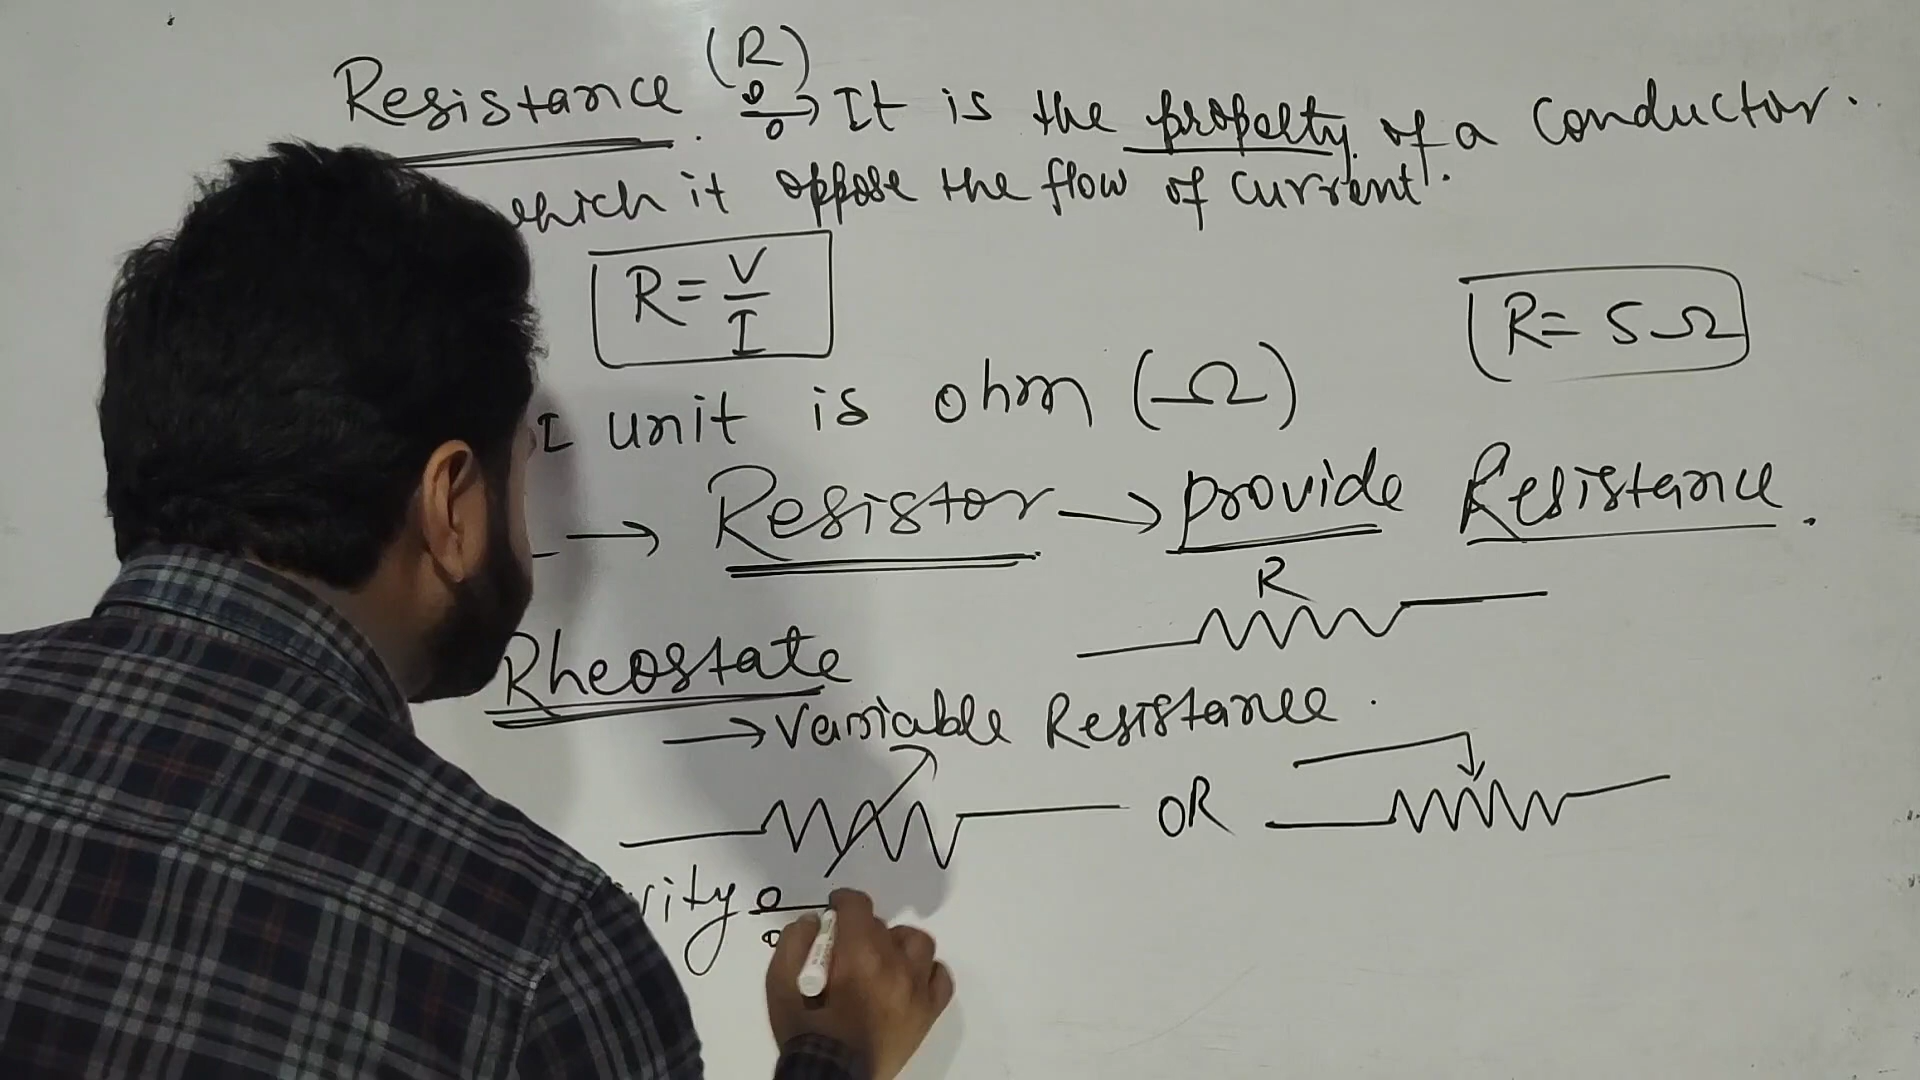 Resistance (R) → It is the property of a conductor.
which it oppose the flow of current.
R = V/I
R = 5Ω
I unit is ohm (Ω)
→ Resistor → provide Resistance.
R
Rheostate
→ Variable Resistance.
OR